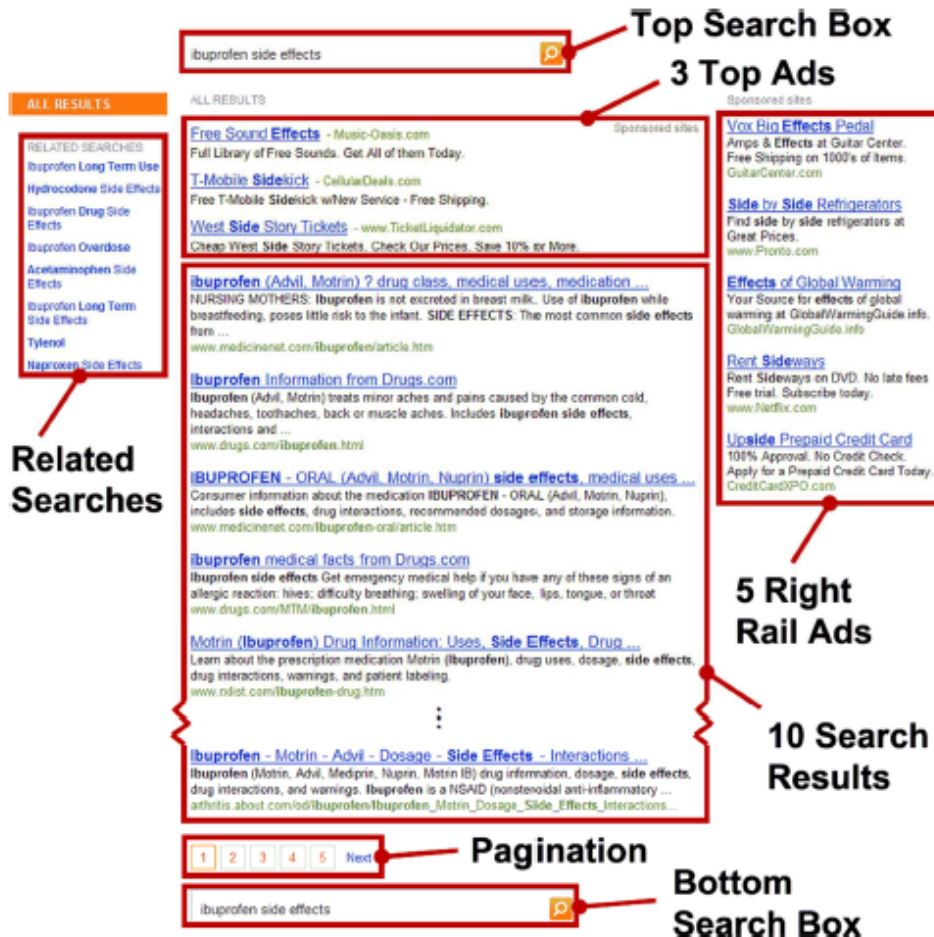 Top Search Box
ibuprofen side effects
3 Top Ads
ALL RESULTS
ALL RESULTS
Sponsored sites
RELATED SEARCHES
Ibuprofen Long Term Use
Hydrocodone Side Effects
Ibuprofen Drug Side
Effects
Ibuprofen Overdose
Acetaminophen Side
Effects
Ibuprofen Long Term
Side Effects
Tylenol
Naproxen Side Effects
Related
Searches
Free Sound Effects - Music-Oasis.com
Sponsored sites
Full Library of Free Sounds. Get All of them Today.
T-Mobile Sidekick - CellularDeals.com
Free T-Mobile Sidekick w/New Service - Free Shipping.
West Side Story Tickets - www.TicketLiquidator.com
Cheap West Side Story Tickets. Check Our Prices. Save 10% or More.
ibuprofen (Advil, Motrin) ? drug class, medical uses, medication ...
NURSING MOTHERS: Ibuprofen is not excreted in breast milk. Use of ibuprofen while
breastfeeding, poses little risk to the infant. SIDE EFFECTS: The most common side effects
from ...
www.medicinenet.com/ibuprofen/article.htm
Ibuprofen Information from Drugs.com
Ibuprofen (Advil, Motrin) treats minor aches and pains caused by the common cold,
headaches, toothaches, back or muscle aches. Includes ibuprofen side effects,
interactions and ...
www.drugs.com/ibuprofen.html
IBUPROFEN - ORAL (Advil, Motrin, Nuprin) side effects, medical uses ...
Consumer information about the medication IBUPROFEN - ORAL (Advil, Motrin, Nuprin),
includes side effects, drug interactions, recommended dosages, and storage information.
www.medicinenet.com/ibuprofen-oral/article.htm
ibuprofen medical facts from Drugs.com
Ibuprofen side effects Get emergency medical help if you have any of these signs of an
allergic reaction: hives; difficulty breathing; swelling of your face, lips, tongue, or throat
www.drugs.com/MTM/ibuprofen.html
Motrin (Ibuprofen) Drug Information: Uses, Side Effects, Drug ...
Learn about the prescription medication Motrin (Ibuprofen), drug uses, dosage, side effects,
drug interactions, warnings, and patient labeling.
www.rxlist.com/ibuprofen-drug.htm
Ibuprofen - Motrin - Advil - Dosage - Side Effects - Interactions ...
Ibuprofen (Motrin, Advil, Mediprin, Nuprin, Motrin IB) drug information, dosage, side effects,
drug interactions, and warnings. Ibuprofen is a NSAID (nonsteroidal anti-inflammatory ...
arthritis.about.com/od/ibuprofen/Ibuprofen_Motrin_Dosage_Side_Effects_Interactions...
Vox Big Effects Pedal
Amps & Effects at Guitar Center.
Free Shipping on 1000's of Items.
GuitarCenter.com
Side by Side Refrigerators
Find side by side refrigerators at
Great Prices.
www.Pronto.com
Effects of Global Warming
Your Source for effects of global
warming at GlobalWarmingGuide.info.
GlobalWarmingGuide.info
Rent Sideways
Rent Sideways on DVD. No late fees
Free trial. Subscribe today.
www.Netflix.com
Upside Prepaid Credit Card
100% Approval. No Credit Check.
Apply for a Prepaid Credit Card Today.
CreditCardXPO.com
5 Right
Rail Ads
10 Search
Results
1 2 3 4 5 Next
Pagination
ibuprofen side effects
Bottom
Search Box